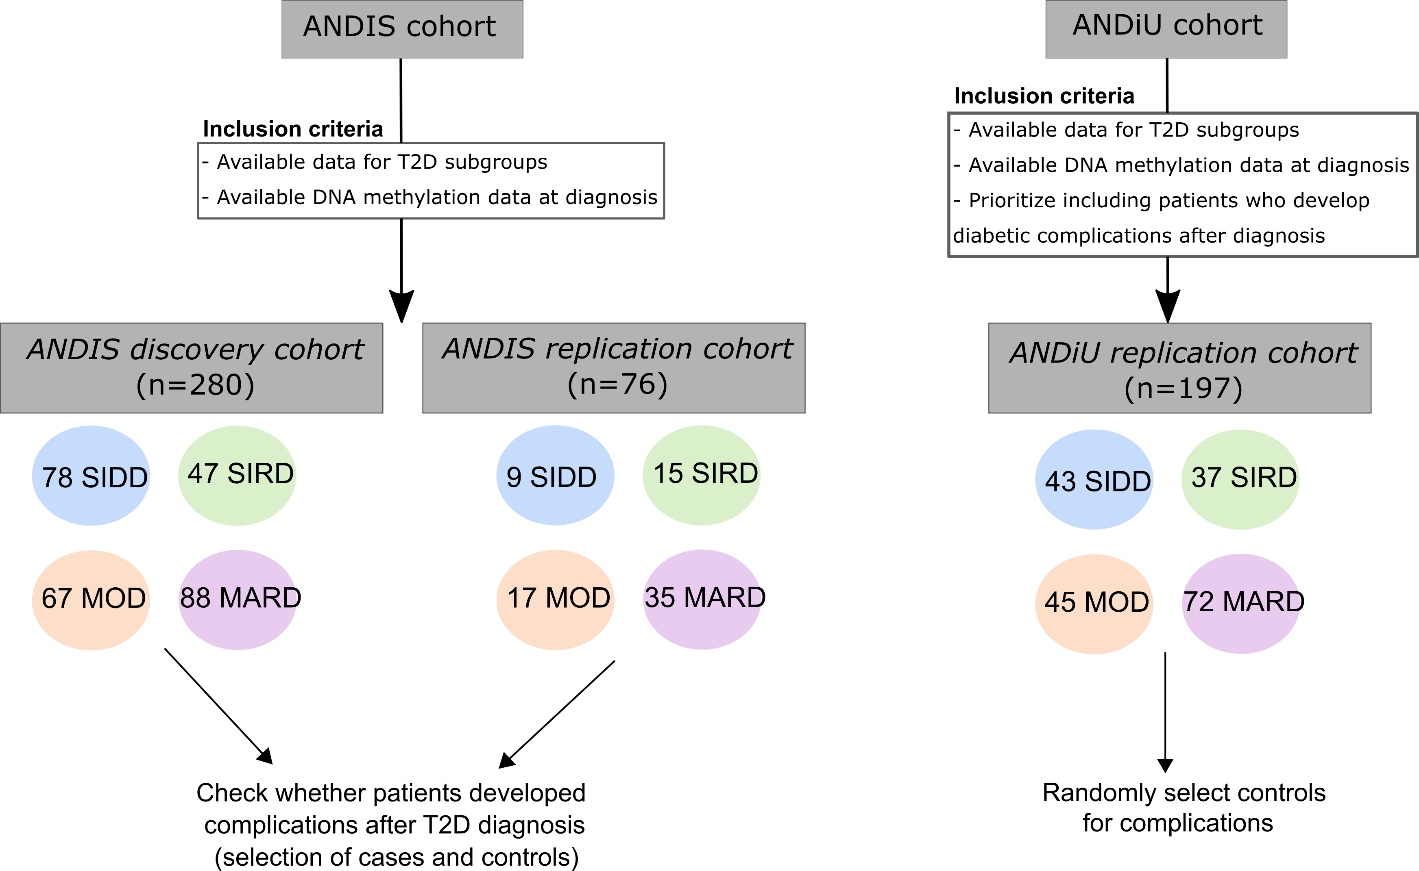 ANDIS cohort
Inclusion criteria
- Available data for T2D subgroups
- Available DNA methylation data at diagnosis
ANDIS discovery cohort
(n=280)
78 SIDD
47 SIRD
67 MOD
88 MARD
ANDIS replication cohort
(n=76)
9 SIDD
15 SIRD
17 MOD
35 MARD
Check whether patients developed
complications after T2D diagnosis
(selection of cases and controls)
ANDiU cohort
Inclusion criteria
- Available data for T2D subgroups
- Available DNA methylation data at diagnosis
- Prioritize including patients who develop
diabetic complications after diagnosis
ANDiU replication cohort
(n=197)
43 SIDD
37 SIRD
45 MOD
72 MARD
Randomly select controls
for complications